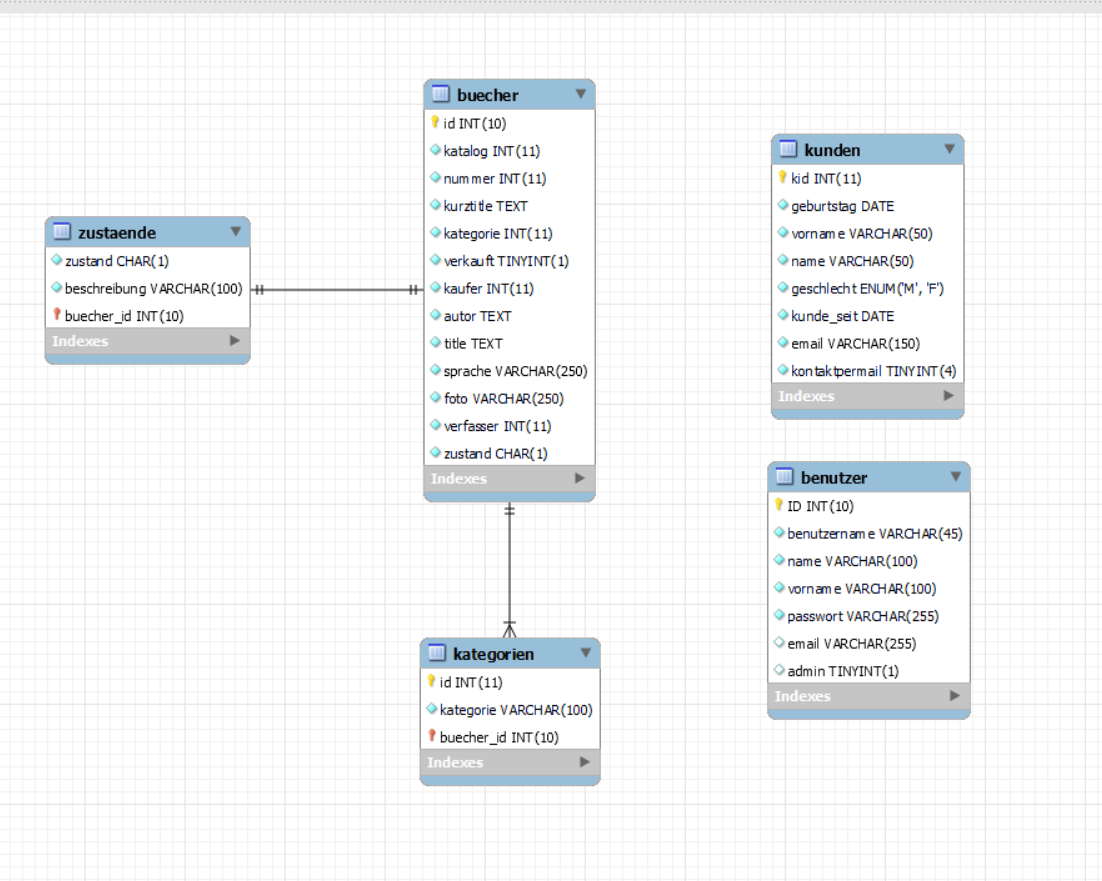 buecher
id INT(10)
katalog INT(11)
nummer INT(11)
kurztitle TEXT
kategorie INT(11)
verkauft TINYINT(1)
kaufer INT(11)
autor TEXT
title TEXT
sprache VARCHAR(250)
foto VARCHAR(250)
verfasser INT(11)
zustand CHAR(1)
Indexes
kunden
kid INT(11)
geburtstag DATE
vorname VARCHAR(50)
name VARCHAR(50)
geschlecht ENUM('M', 'F')
kunde_seit DATE
email VARCHAR(150)
kontaktpermail TINYINT(4)
Indexes
zustaende
zustand CHAR(1)
beschreibung VARCHAR(100)
buecher_id INT(10)
Indexes
benutzer
ID INT(10)
benutzername VARCHAR(45)
name VARCHAR(100)
vorname VARCHAR(100)
passwort VARCHAR(255)
email VARCHAR(255)
admin TINYINT(1)
Indexes
kategorien
id INT(11)
kategorie VARCHAR(100)
buecher_id INT(10)
Indexes